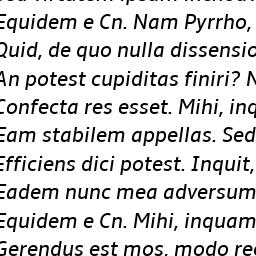 Equidem e Cn. Nam Pyrrho,
Quid, de quo nulla dissensio
An potest cupiditas finiri?
Confecta res esset. Mihi, inq
Eam stabilem appellas. Sed
Efficiens dici potest. Inquit,
Eadem nunc mea adversum
Equidem e Cn. Mihi, inquam
Gerendus est mos, modo